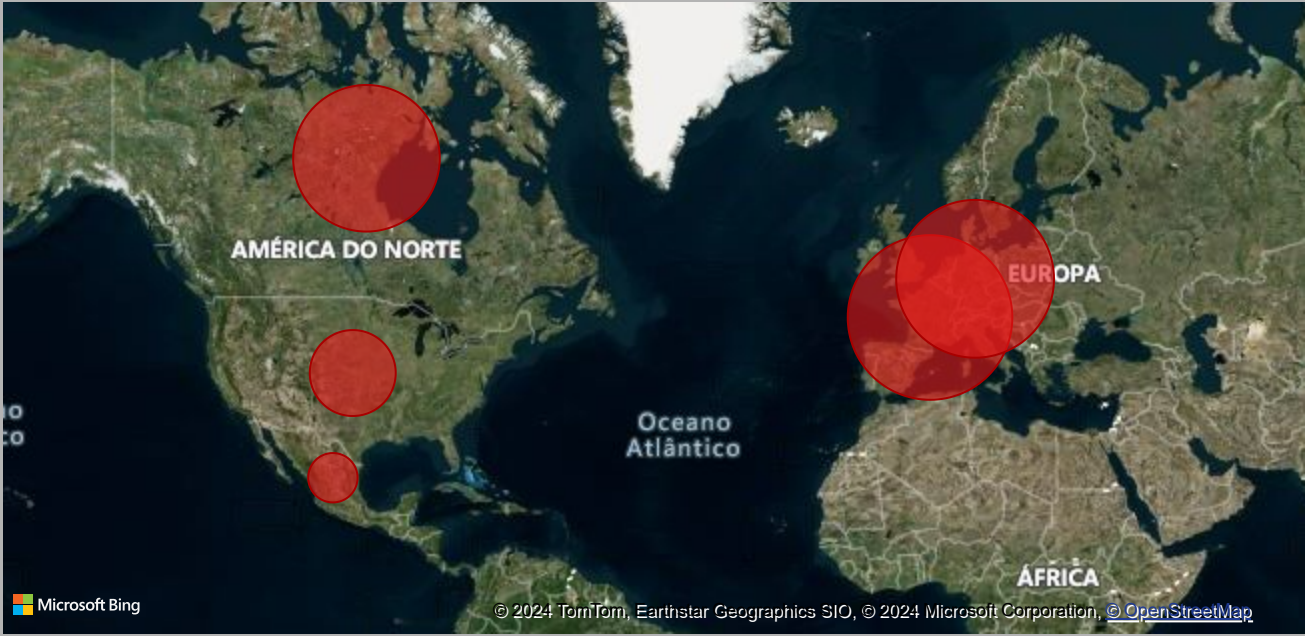 AMÉRICA DO NORTE
EUROPA
Oceano
Atlântico
ÁFRICA
Microsoft Bing
© 2024 TomTom, Earthstar Geographics SIO, © 2024 Microsoft Corporation, © OpenStreetMap